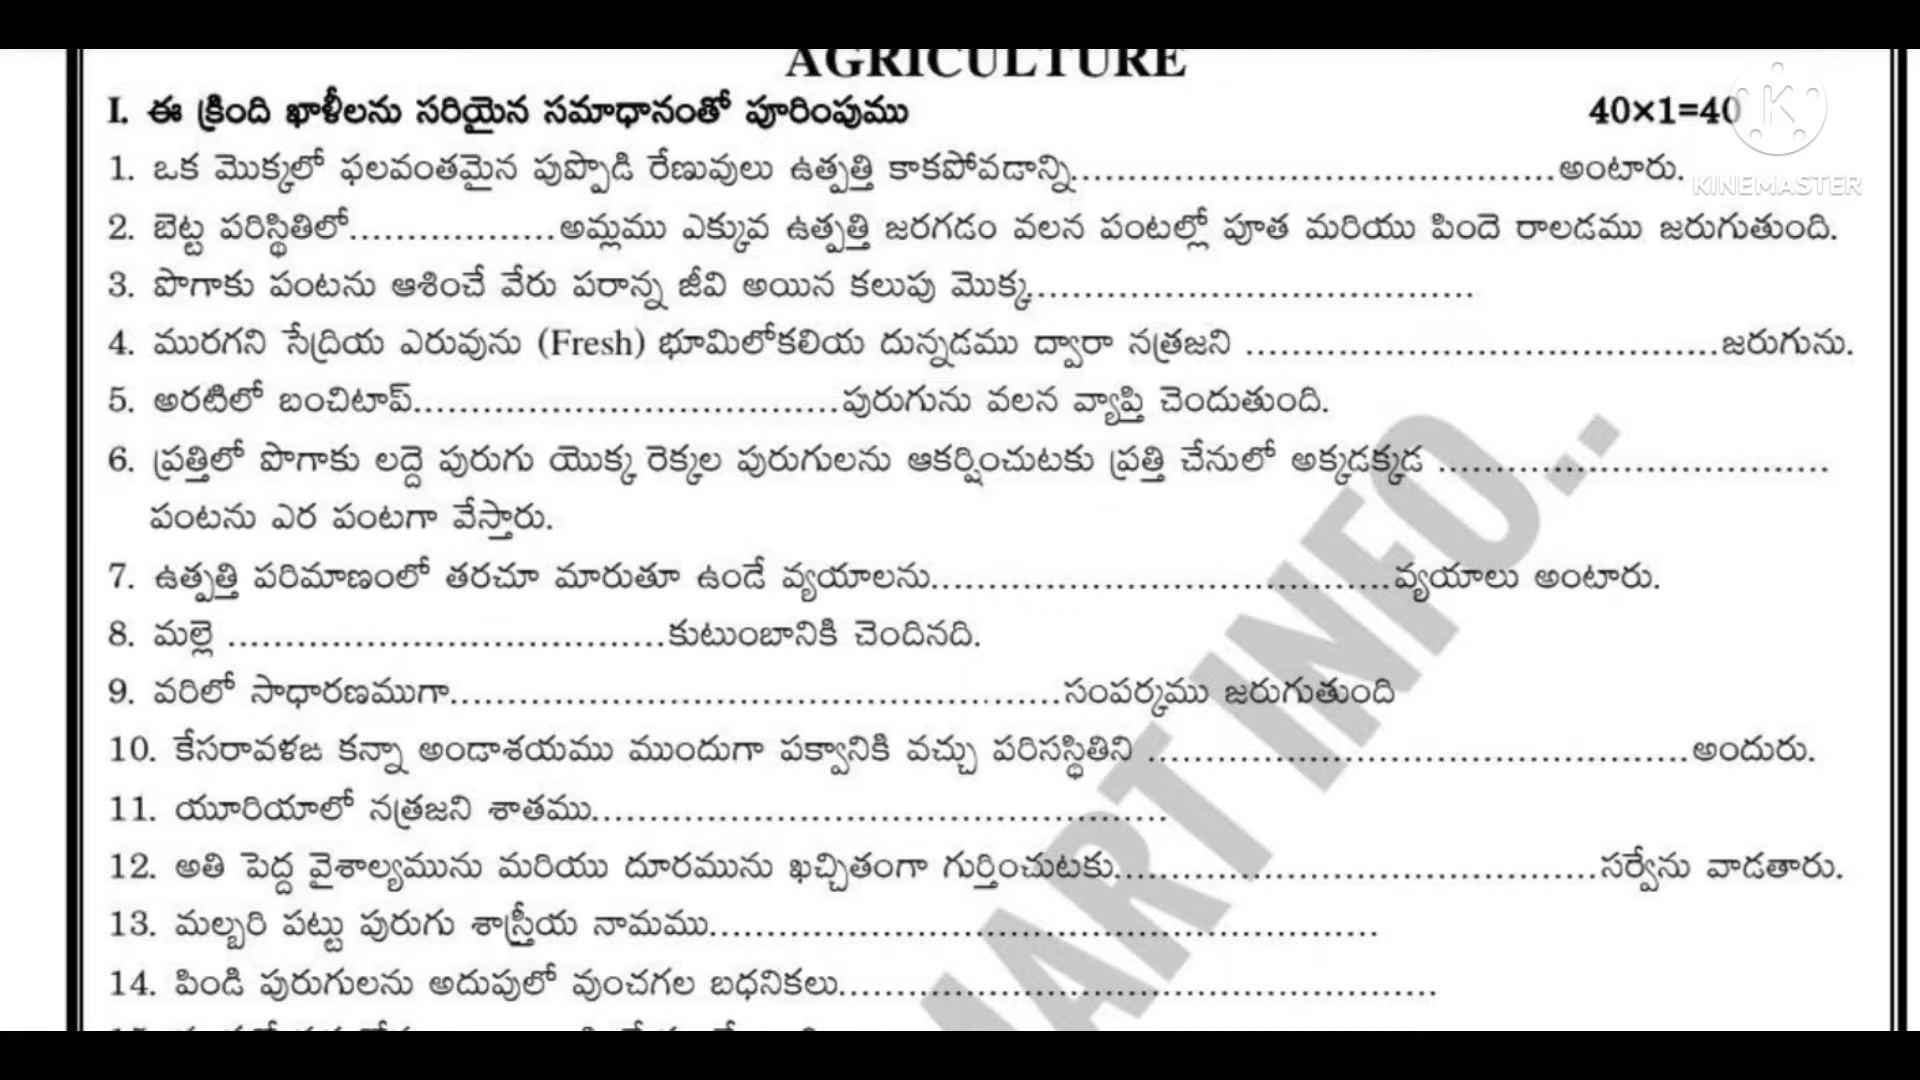 AGRICULTURE
I. ఈ క్రింది ఖాళీలను సరియైన సమాధానంతో పూరింపుము 40×1=40
KINEMASTER
1. ఒక మొక్కలో ఫలవంతమైన పుప్పొడి రేణువులు ఉత్పత్తి కాకపోవడాన్ని..........................................అంటారు.
2. బెట్ట పరిస్థితిలో..................అమ్లము ఎక్కువ ఉత్పత్తి జరగడం వలన పంటల్లో పూత మరియు పిందె రాలడము జరుగుతుంది.
3. పొగాకు పంటను ఆశించే వేరు పరాన్న జీవి అయిన కలుపు మొక్క.......................................
4. మురగని సేద్రియ ఎరువును (Fresh) భూమిలోకలియ దున్నడము ద్వారా నత్రజని .........................................జరుగును.
5. అరటిలో బంచిటాప్.....................................పురుగును వలన వ్యాప్తి చెందుతుంది.
6. ప్రత్తిలో పొగాకు లద్దె పురుగు యొక్క రెక్కల పురుగులను ఆకర్షించుటకు ప్రత్తి చేనులో అక్కడక్కడ ..................................
పంటను ఎర పంటగా వేస్తారు.
7. ఉత్పత్తి పరిమాణంలో తరచూ మారుతూ ఉండే వ్యయాలను........................................వ్యయాలు అంటారు.
8. మల్లె ......................................కుటుంబానికి చెందినది.
9. వరిలో సాధారణముగా.....................................................సంపర్కము జరుగుతుంది
10. కేసరావళఙ కన్నా అండాశయము ముందుగా పక్వానికి వచ్చు పరిసస్థితిని ...............................................అందురు.
11. యూరియాలో నత్రజని శాతము..................................................
12. అతి పెద్ద వైశాల్యమును మరియు దూరమును ఖచ్చితంగా గుర్తించుటకు..........................................సర్వేను వాడతారు.
13. మల్బరి పట్టు పురుగు శాస్త్రీయ నామము..........................................................
14. పిండి పురుగులను అదుపులో వుంచగల బధనికలు....................................................
MART INFO..